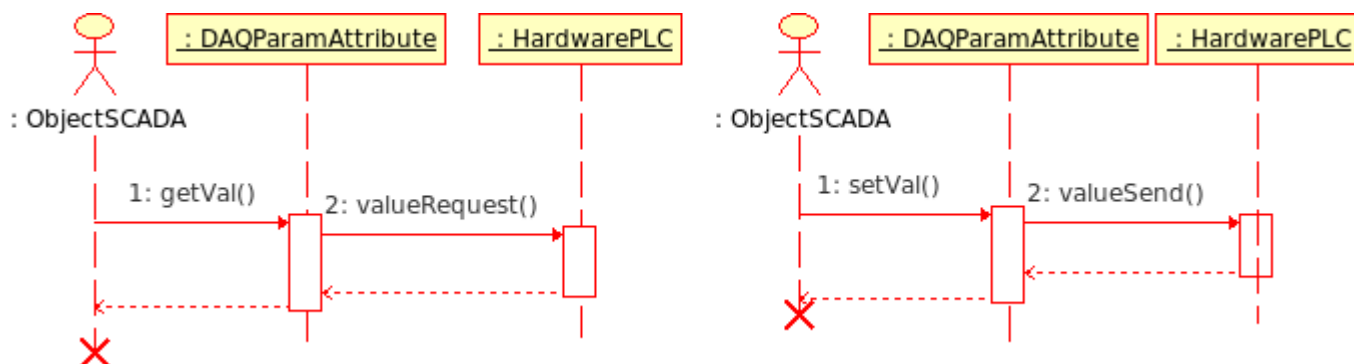 : DAQParamAttribute
: HardwarePLC
: ObjectSCADA
1: getVal()
2: valueRequest()
: DAQParamAttribute
: HardwarePLC
: ObjectSCADA
1: setVal()
2: valueSend()